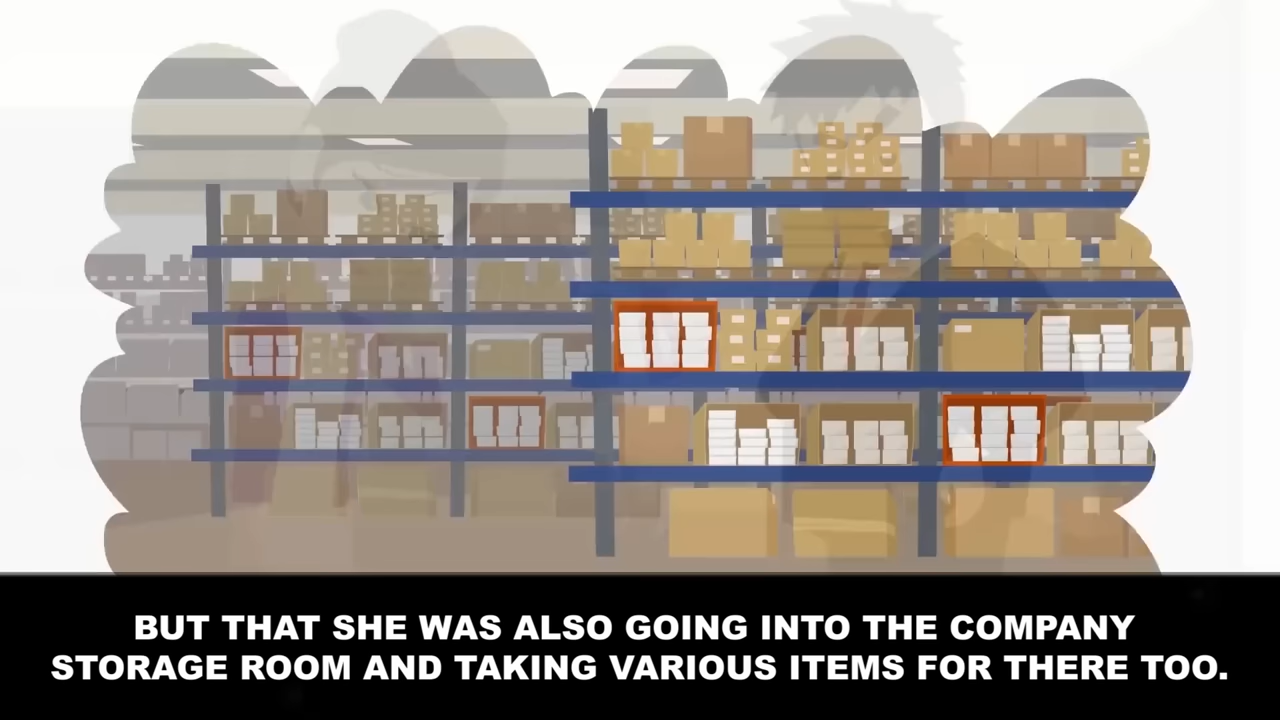 BUT THAT SHE WAS ALSO GOING INTO THE COMPANY
STORAGE ROOM AND TAKING VARIOUS ITEMS FOR THERE TOO.